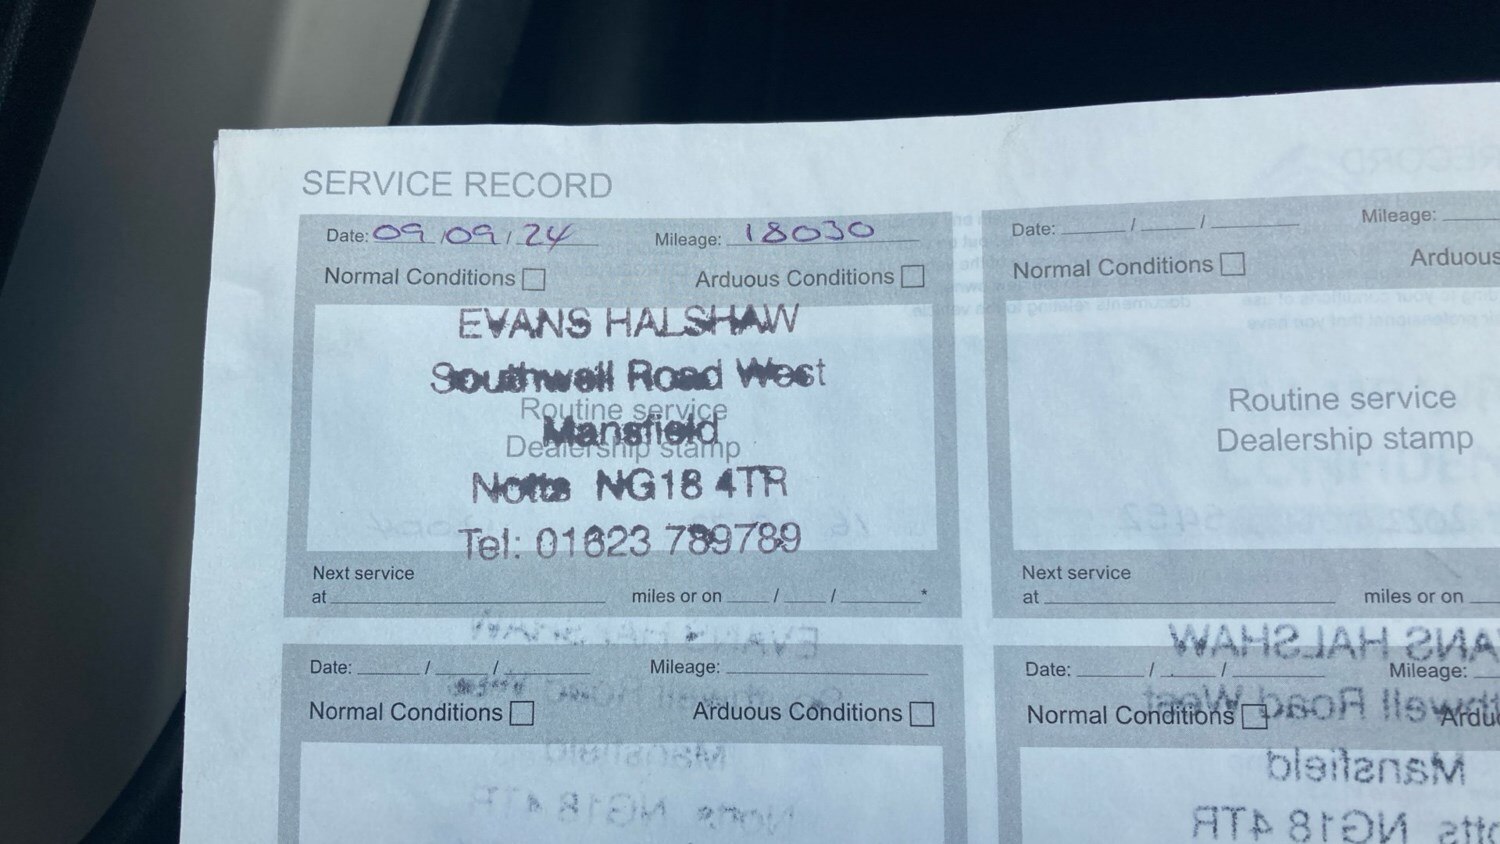 SERVICE RECORD
Date: 09/09/24 Mileage: 18030
Normal Conditions Arduous Conditions
EVANS HALSHAW
Southwell Road West
Routine service
Mansfield
Dealership stamp
Notts NG18 4TR
Tel: 01623 789789
Next service
at miles or on / / *
Date: / / Mileage:
Normal Conditions Arduous
Routine service
Dealership stamp
Next service
at miles or on
Date: / / Mileage:
Normal Conditions Arduous Conditions
Date: / / Mileage:
Normal Conditions